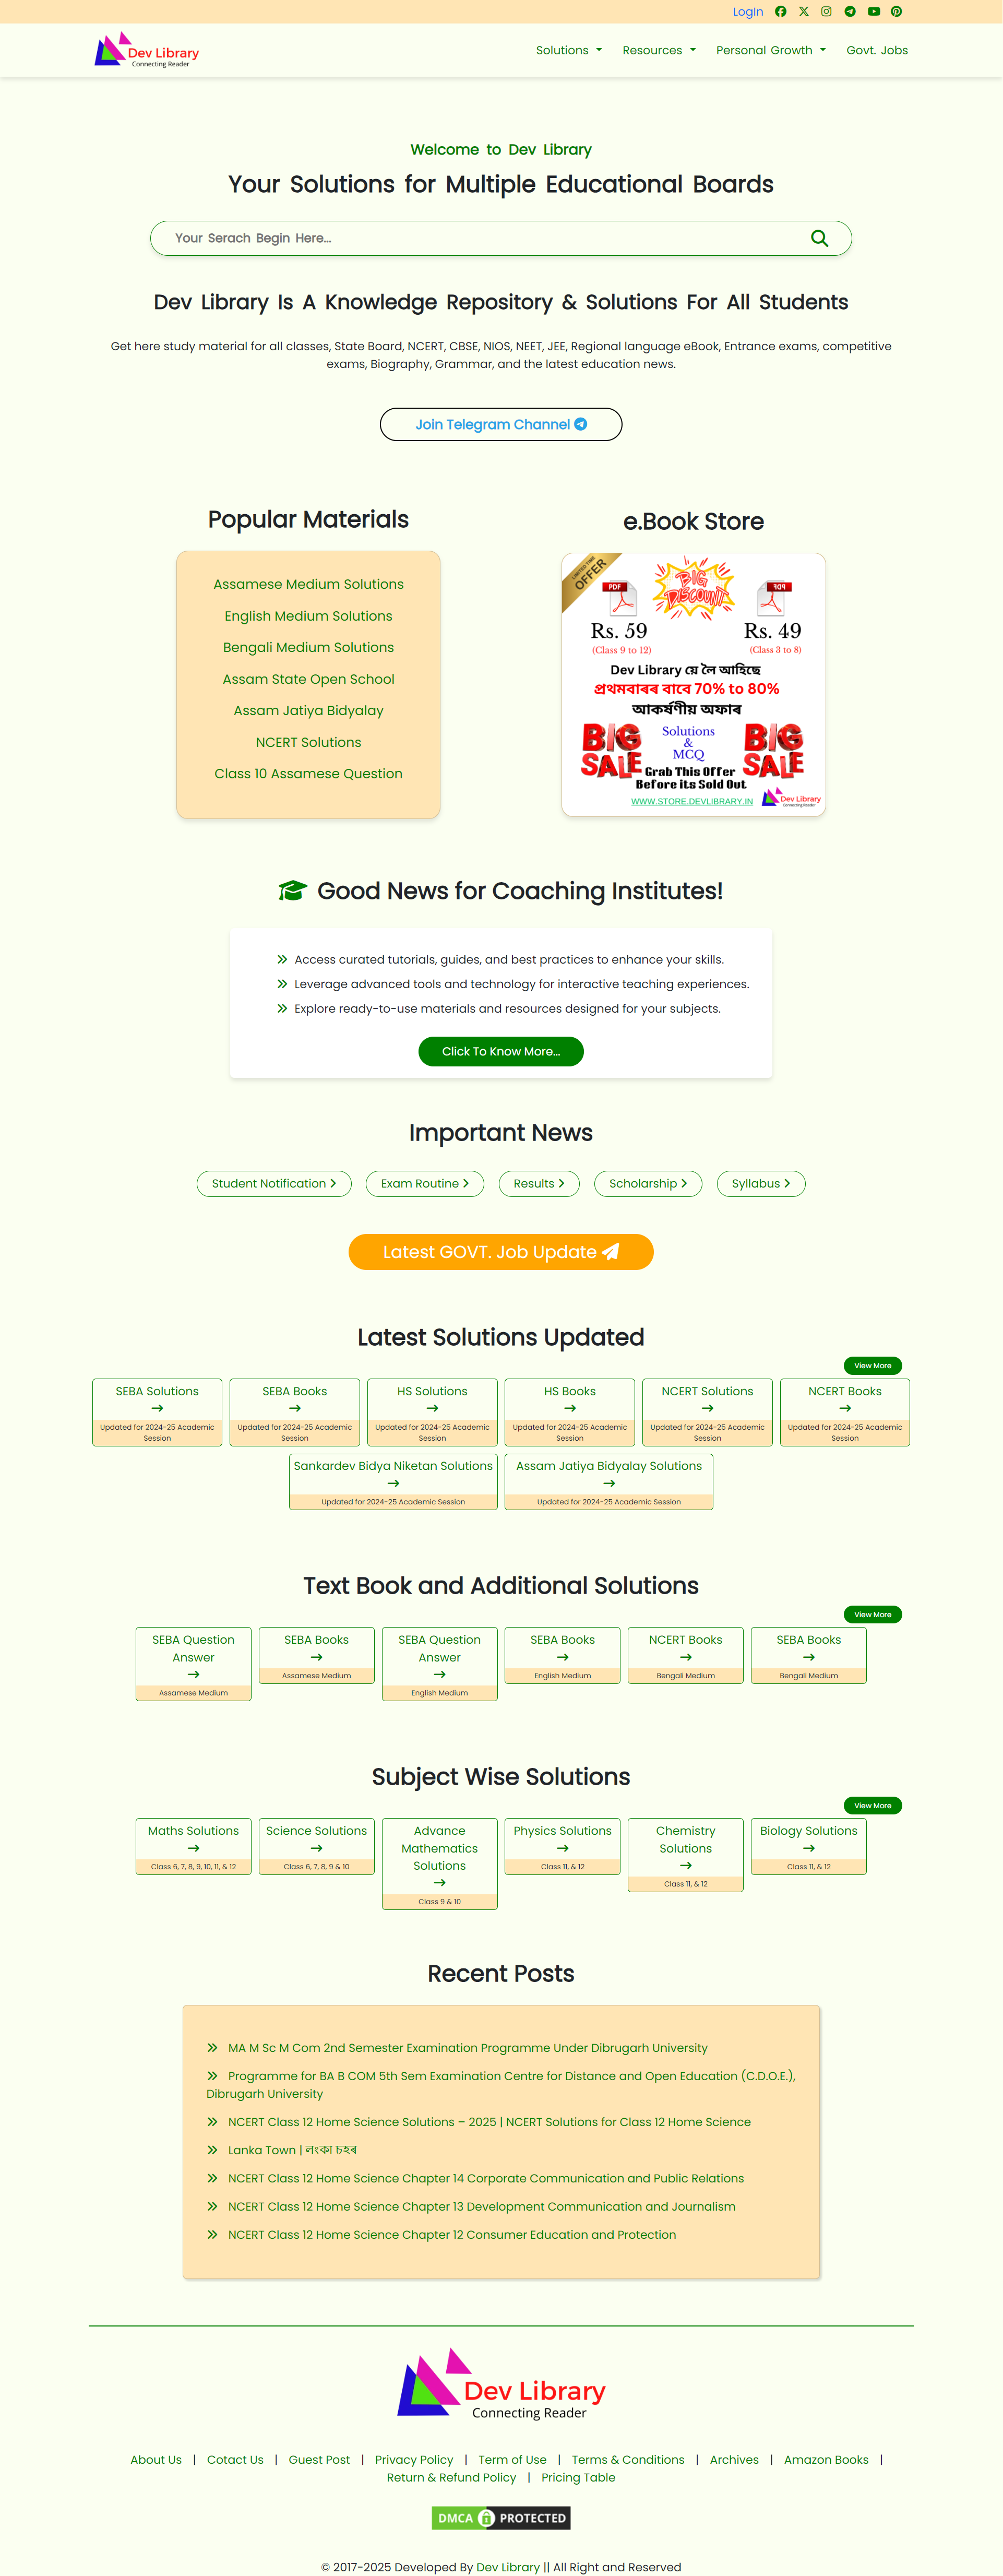 LogIn
Dev Library
Connecting Reader
Solutions
Resources
Personal Growth
Govt. Jobs
Welcome to Dev Library
Your Solutions for Multiple Educational Boards
Your Serach Begin Here...
Dev Library Is A Knowledge Repository & Solutions For All Students
Get here study material for all classes, State Board, NCERT, CBSE, NIOS, NEET, JEE, Regional language eBook, Entrance exams, competitive
exams, Biography, Grammar, and the latest education news.
Join Telegram Channel
Popular Materials
Assamese Medium Solutions
English Medium Solutions
Bengali Medium Solutions
Assam State Open School
Assam Jatiya Bidyalay
NCERT Solutions
Class 10 Assamese Question
e.Book Store
LIMITED TIME
OFFER
BIG
DISCOUNT
PDF
PDF
Rs. 59
(Class 9 to 12)
Rs. 49
(Class 3 to 8)
Dev Library য়ে লৈ আহিছে
প্ৰথমবাৰৰ বাবে 70% to 80%
আকৰ্ষণীয় অফাৰ
BIG
SALE
Solutions
&
MCQ
BIG
SALE
Grab This Offer
Before its Sold Out
WWW.STORE.DEVLIBRARY.IN
Dev Library
Connecting Reader
Good News for Coaching Institutes!
Access curated tutorials, guides, and best practices to enhance your skills.
Leverage advanced tools and technology for interactive teaching experiences.
Explore ready-to-use materials and resources designed for your subjects.
Click To Know More...
Important News
Student Notification
Exam Routine
Results
Scholarship
Syllabus
Latest GOVT. Job Update
Latest Solutions Updated
View More
SEBA Solutions
Updated for 2024-25 Academic
Session
SEBA Books
Updated for 2024-25 Academic
Session
HS Solutions
Updated for 2024-25 Academic
Session
HS Books
Updated for 2024-25 Academic
Session
NCERT Solutions
Updated for 2024-25 Academic
Session
NCERT Books
Updated for 2024-25 Academic
Session
Sankardev Bidya Niketan Solutions
Updated for 2024-25 Academic Session
Assam Jatiya Bidyalay Solutions
Updated for 2024-25 Academic Session
Text Book and Additional Solutions
View More
SEBA Question
Answer
Assamese Medium
SEBA Books
Assamese Medium
SEBA Question
Answer
English Medium
SEBA Books
English Medium
NCERT Books
Bengali Medium
SEBA Books
Bengali Medium
Subject Wise Solutions
View More
Maths Solutions
Class 6, 7, 8, 9, 10, 11, & 12
Science Solutions
Class 6, 7, 8, 9 & 10
Advance
Mathematics
Solutions
Class 9 & 10
Physics Solutions
Class 11, & 12
Chemistry
Solutions
Class 11, & 12
Biology Solutions
Class 11, & 12
Recent Posts
MA M Sc M Com 2nd Semester Examination Programme Under Dibrugarh University
Programme for BA B COM 5th Sem Examination Centre for Distance and Open Education (C.D.O.E.),
Dibrugarh University
NCERT Class 12 Home Science Solutions – 2025 | NCERT Solutions for Class 12 Home Science
Lanka Town | লংকা চহৰ
NCERT Class 12 Home Science Chapter 14 Corporate Communication and Public Relations
NCERT Class 12 Home Science Chapter 13 Development Communication and Journalism
NCERT Class 12 Home Science Chapter 12 Consumer Education and Protection
Dev Library
Connecting Reader
About Us | Cotact Us | Guest Post | Privacy Policy | Term of Use | Terms & Conditions | Archives | Amazon Books |
Return & Refund Policy | Pricing Table
DMCA PROTECTED
© 2017-2025 Developed By Dev Library || All Right and Reserved